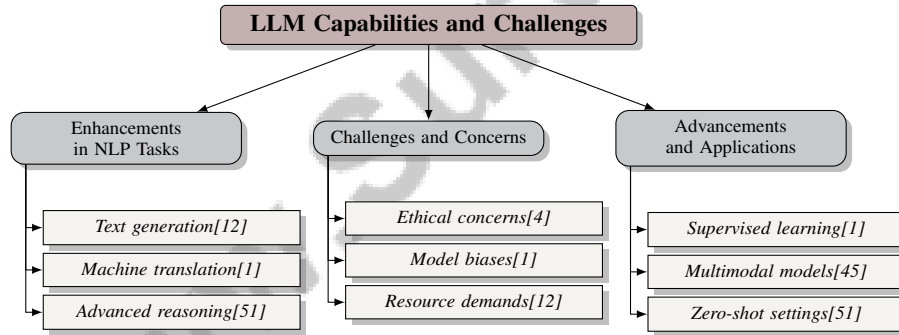 LLM Capabilities and Challenges
Enhancements
in NLP Tasks
Text generation[12]
Machine translation[1]
Advanced reasoning[51]
Challenges and Concerns
Ethical concerns[4]
Model biases[1]
Resource demands[12]
Advancements
and Applications
Supervised learning[1]
Multimodal models[45]
Zero-shot settings[51]